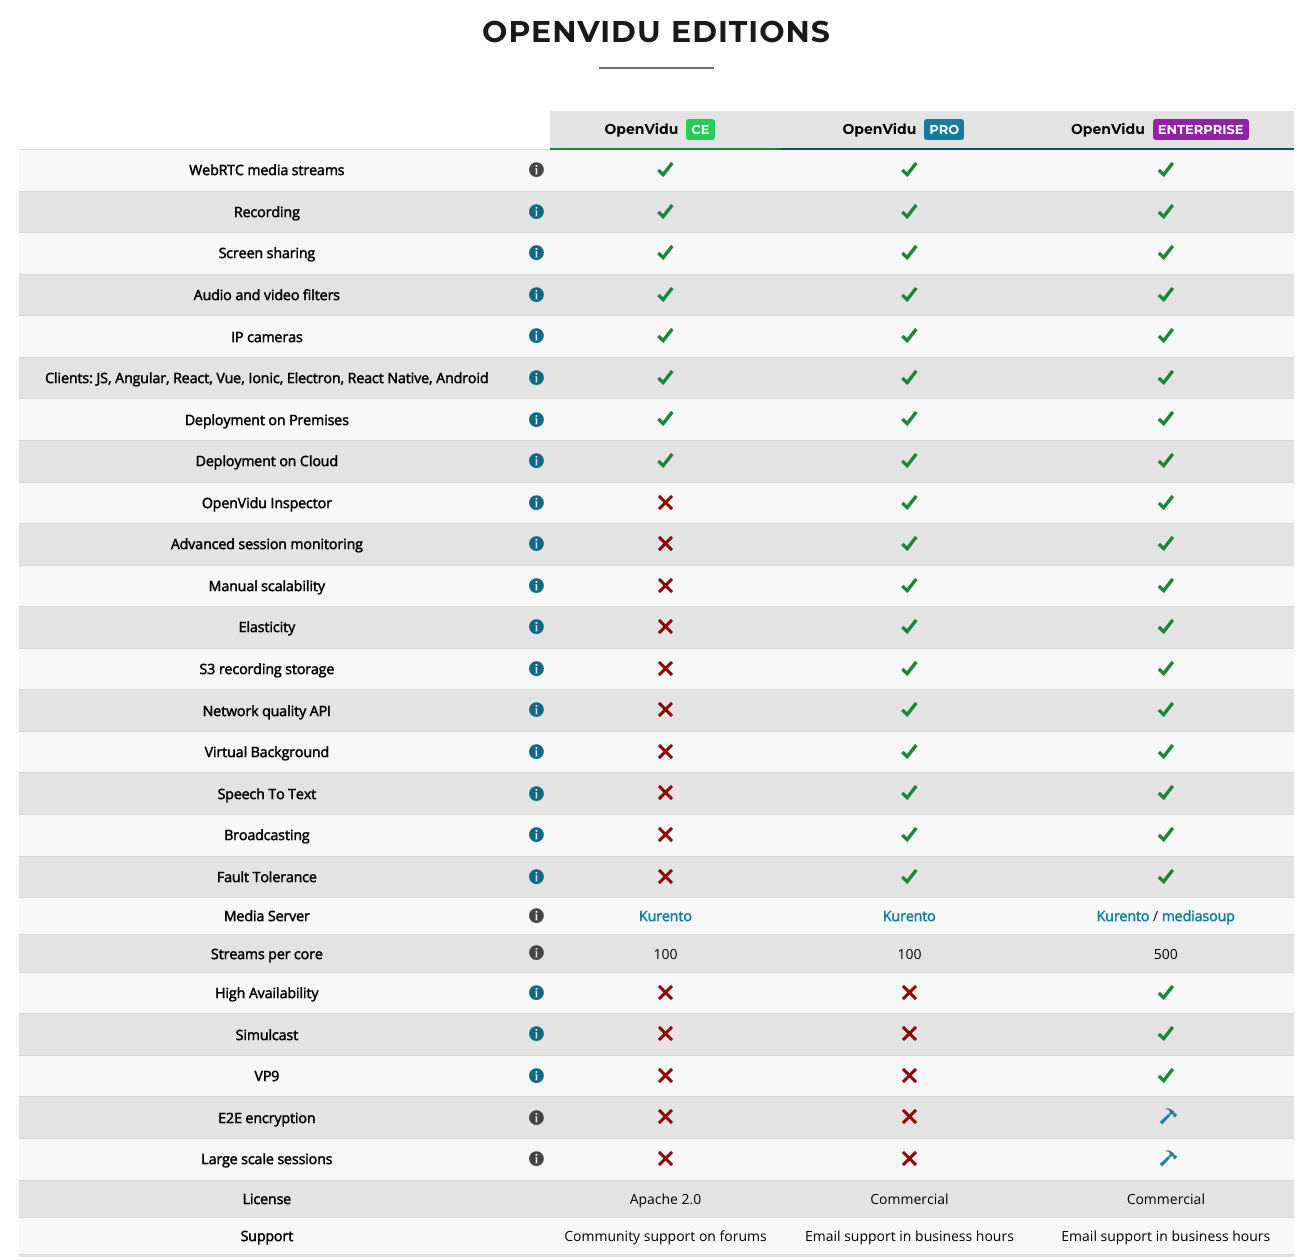 OPENVIDU EDITIONS
OpenVidu CE OpenVidu PRO OpenVidu ENTERPRISE
WebRTC media streams
Recording
Screen sharing
Audio and video filters
IP cameras
Clients: JS, Angular, React, Vue, Ionic, Electron, React Native, Android
Deployment on Premises
Deployment on Cloud
OpenVidu Inspector
Advanced session monitoring
Manual scalability
Elasticity
S3 recording storage
Network quality API
Virtual Background
Speech To Text
Broadcasting
Fault Tolerance
Media Server Kurento Kurento Kurento / mediasoup
Streams per core 100 100 500
High Availability
Simulcast
VP9
E2E encryption
Large scale sessions
License Apache 2.0 Commercial Commercial
Support Community support on forums Email support in business hours Email support in business hours